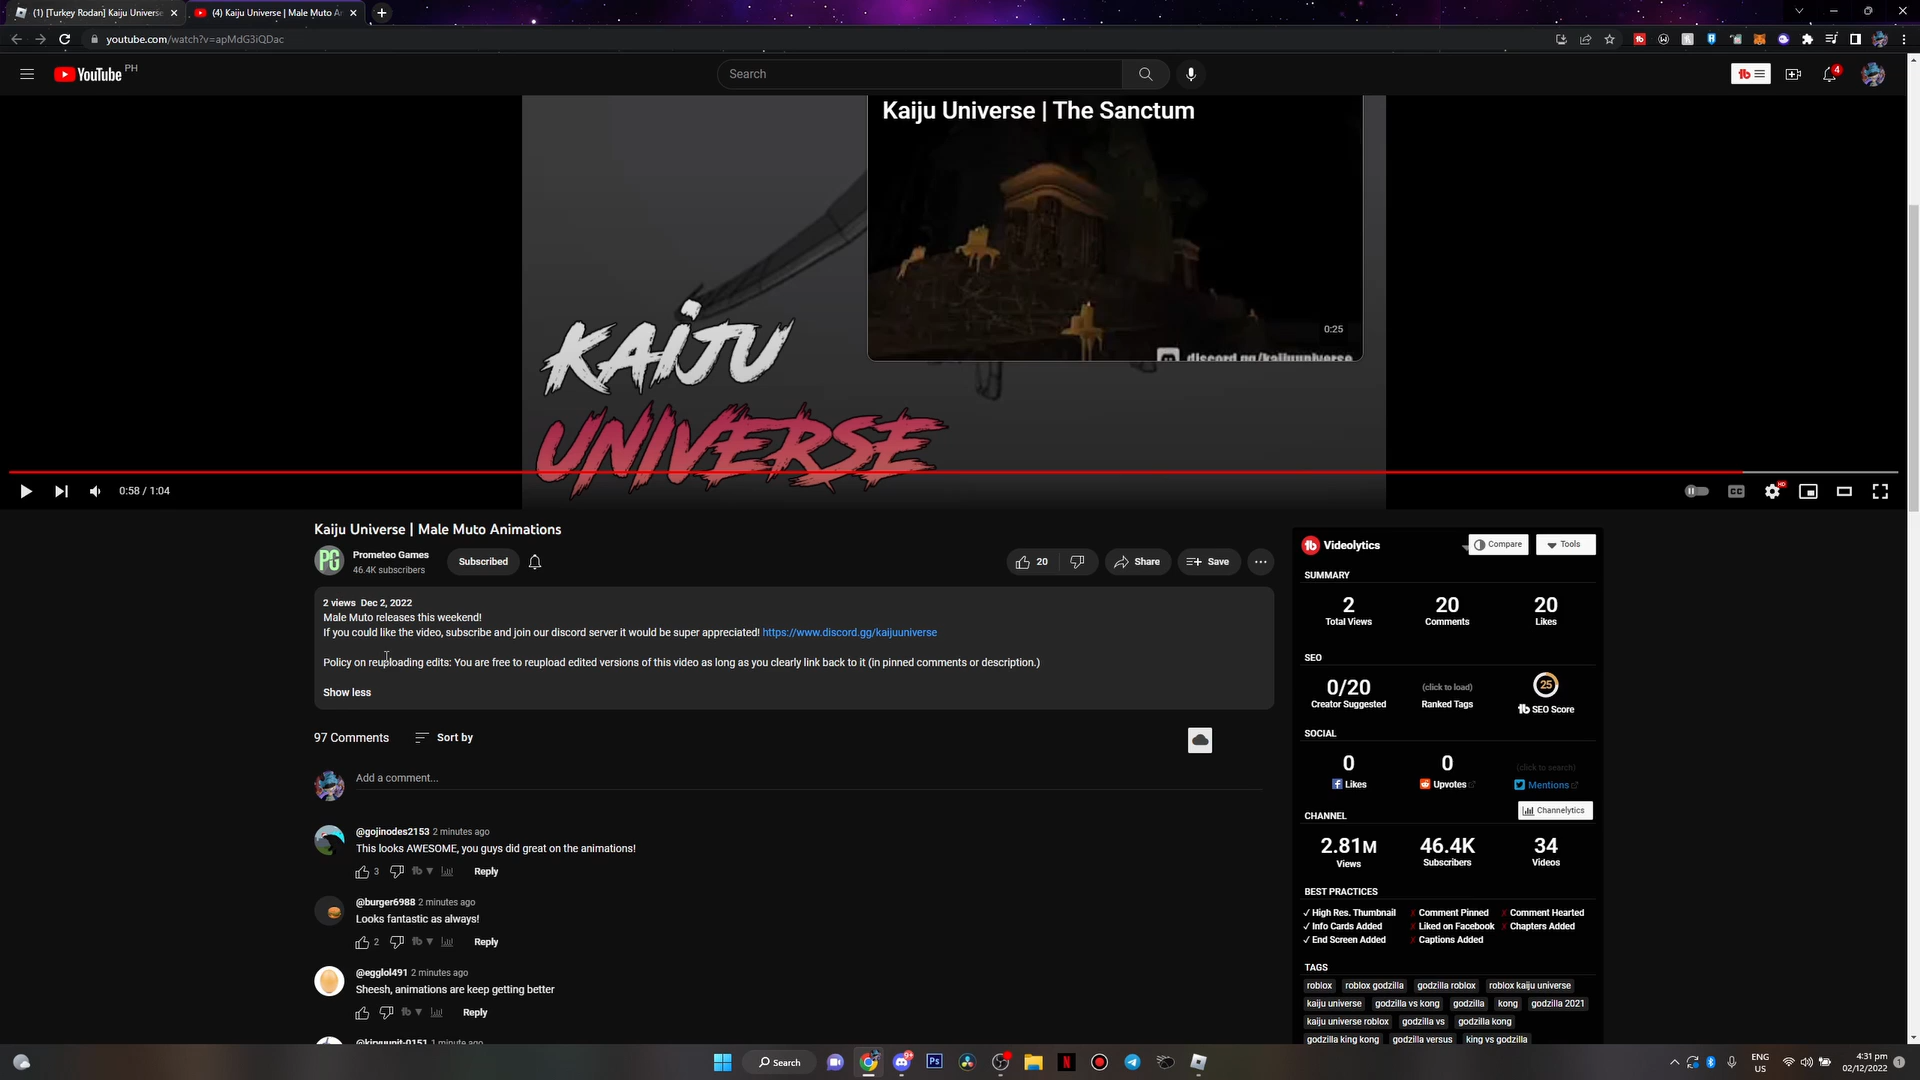 (1) [Turkey Rodan] Kaiju Universe
(4) Kaiju Universe | Male Muto An
youtube.com/watch?v=apMdG3iQDac
YouTube PH
Search
4
Kaiju Universe | The Sanctum
0:25
discord.gg/kaijuuniverse
KAIJU
UNIVERSE
0:58 / 1:04
CC
HD
Kaiju Universe | Male Muto Animations
PG
Prometeo Games
46.4K subscribers
Subscribed
20
Share
Save
2 views Dec 2, 2022
Male Muto releases this weekend!
If you could like the video, subscribe and join our discord server it would be super appreciated! https://www.discord.gg/kaijuuniverse
Policy on reuploading edits: You are free to reupload edited versions of this video as long as you clearly link back to it (in pinned comments or description.)
Show less
97 Comments
Sort by
Add a comment...
@gojinodes2153 2 minutes ago
This looks AWESOME, you guys did great on the animations!
3
Reply
@burger6988 2 minutes ago
Looks fantastic as always!
2
Reply
@egglol491 2 minutes ago
Sheesh, animations are keep getting better
Reply
1 minute ago
Videolytics
Compare
Tools
SUMMARY
2 20 20
Total Views Comments Likes
SEO
0/20 (click to load) 25
Creator Suggested Ranked Tags SEO Score
SOCIAL
0 0 (click to search)
Likes Upvotes Mentions
CHANNEL
Channelytics
2.81M 46.4K 34
Views Subscribers Videos
BEST PRACTICES
✓ High Res. Thumbnail ✗ Comment Pinned ✗ Comment Hearted
✓ Info Cards Added ✗ Liked on Facebook ✗ Chapters Added
✓ End Screen Added ✗ Captions Added
TAGS
roblox roblox godzilla godzilla roblox roblox kaiju universe
kaiju universe godzilla vs kong godzilla kong godzilla 2021
kaiju universe roblox godzilla vs godzilla kong
godzilla king kong godzilla versus king vs godzilla
Search
Ps
N
ENG
US
4:31 pm
02/12/2022
1